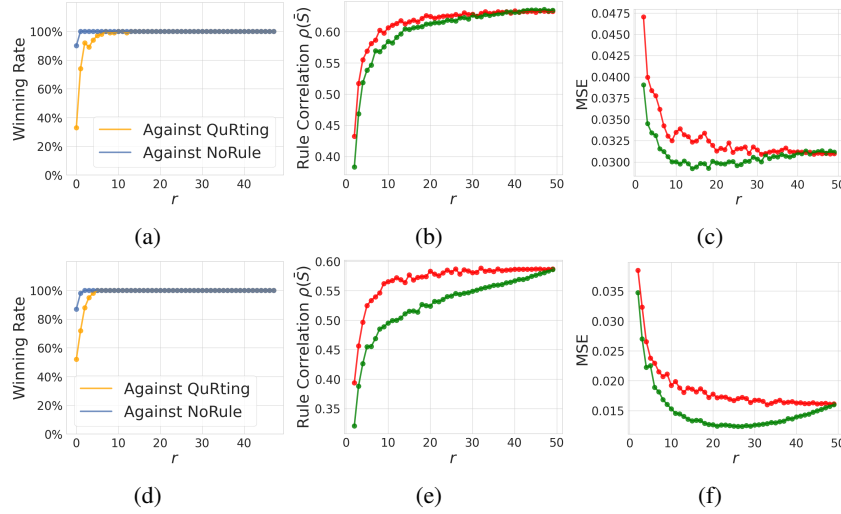 100%
80%
60%
40%
20%
0%
Winning Rate
Against QuRting
Against NoRule
0 10 20 30 40
r
(a)
0.60
0.55
0.50
0.45
0.40
Rule Correlation ρ(S̄)
0 10 20 30 40 50
r
(b)
0.0475
0.0450
0.0425
0.0400
0.0375
0.0350
0.0325
0.0300
MSE
0 10 20 30 40 50
r
(c)
100%
80%
60%
40%
20%
0%
Winning Rate
Against QuRting
Against NoRule
0 10 20 30 40
r
(d)
0.60
0.55
0.50
0.45
0.40
0.35
Rule Correlation ρ(S̄)
0 10 20 30 40 50
r
(e)
0.035
0.030
0.025
0.020
0.015
MSE
0 10 20 30 40 50
r
(f)